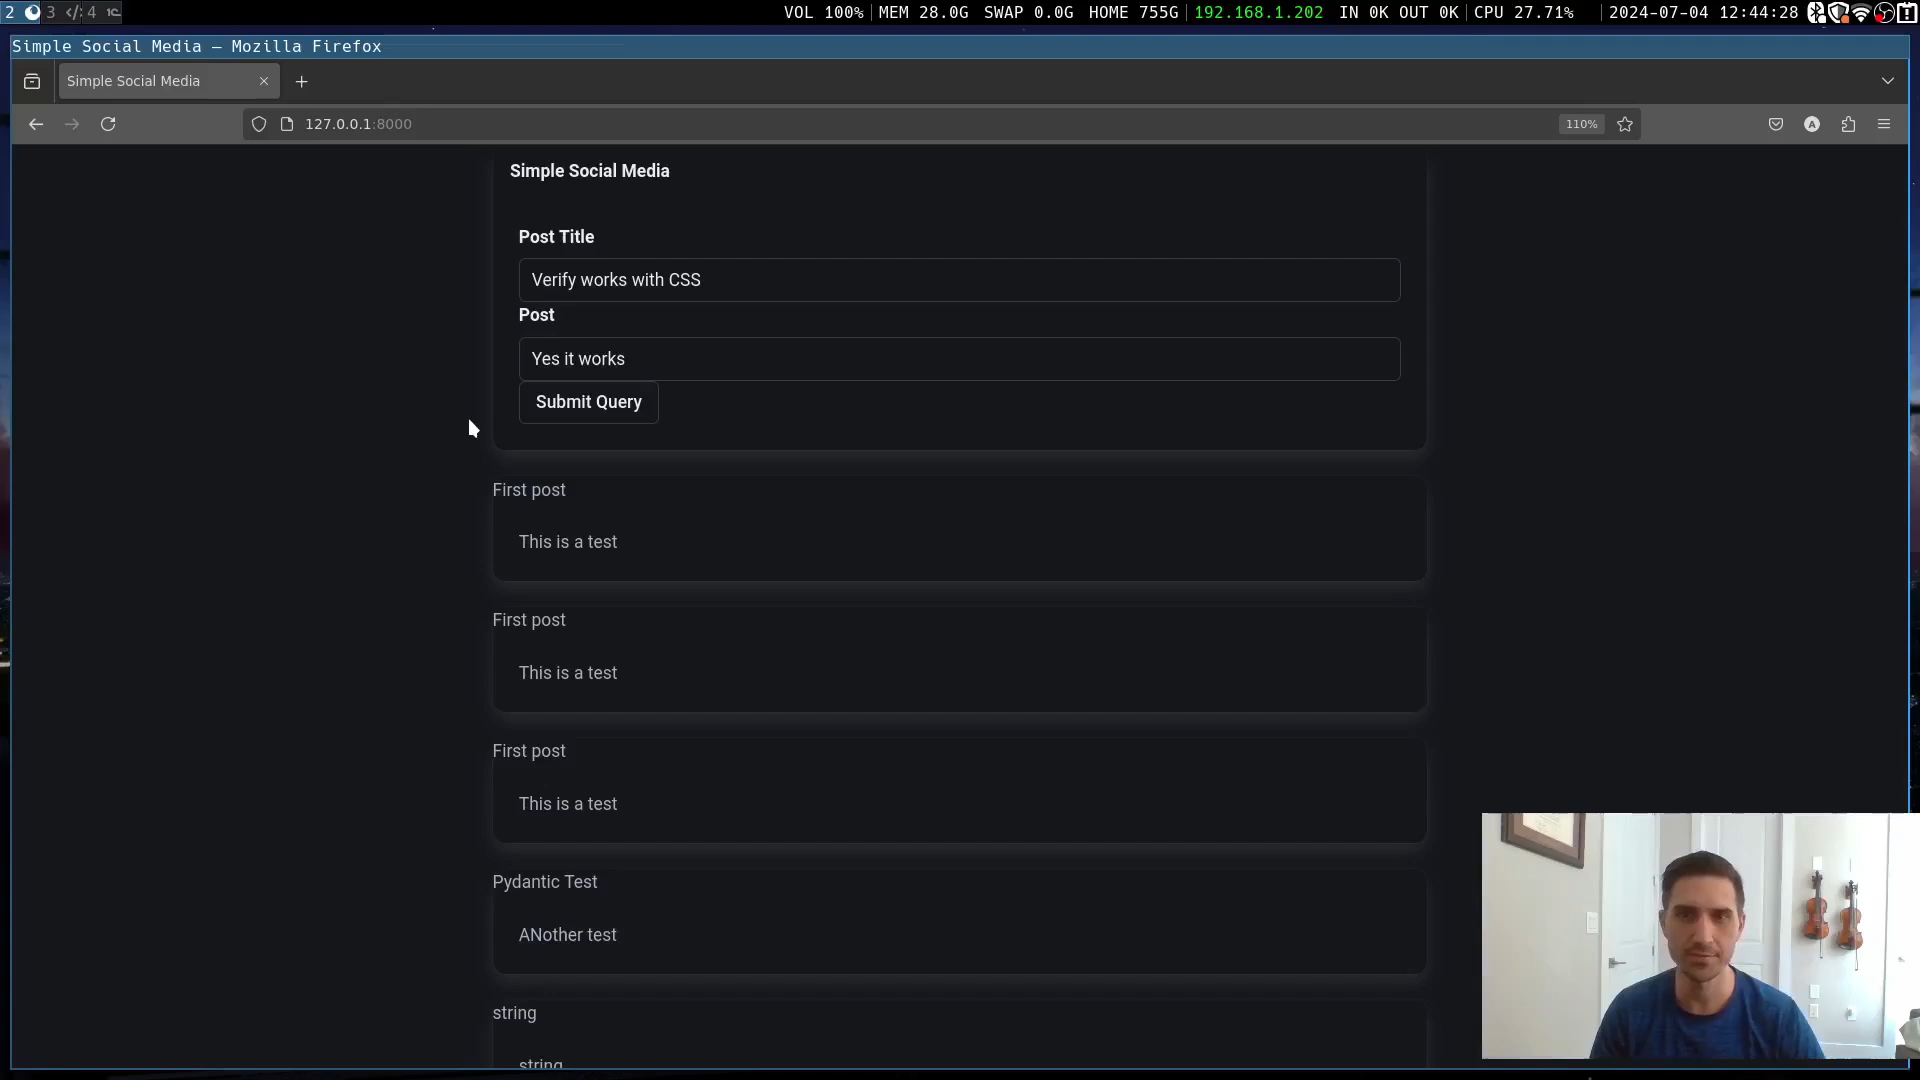 2 3 </> 4
VOL 100% MEM 28.0G SWAP 0.0G HOME 755G 192.168.1.202 IN 0K OUT 0K CPU 27.71% 2024-07-04 12:44:28
Simple Social Media — Mozilla Firefox
Simple Social Media
127.0.0.1:8000
110%
A
Simple Social Media
Post Title
Verify works with CSS
Post
Yes it works
Submit Query
First post
This is a test
First post
This is a test
First post
This is a test
Pydantic Test
ANother test
string
string